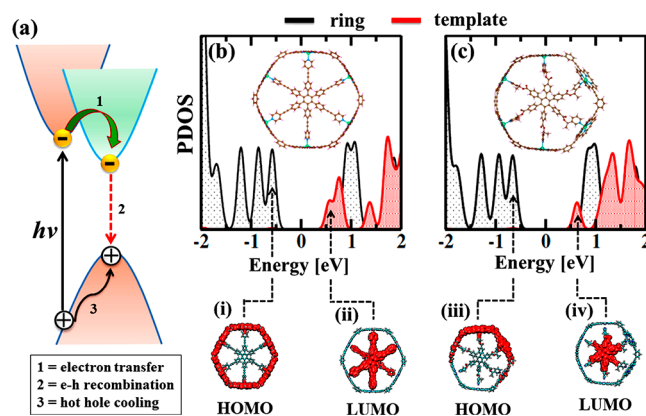 ring template
(a)
(b)
(c)
1
2
3
hν
1 = electron transfer
2 = e-h recombination
3 = hot hole cooling
PDOS
-2 -1 0 1 2
Energy [eV]
-2 -1 0 1 2
Energy [eV]
(i)
(ii)
(iii)
(iv)
HOMO
LUMO
HOMO
LUMO